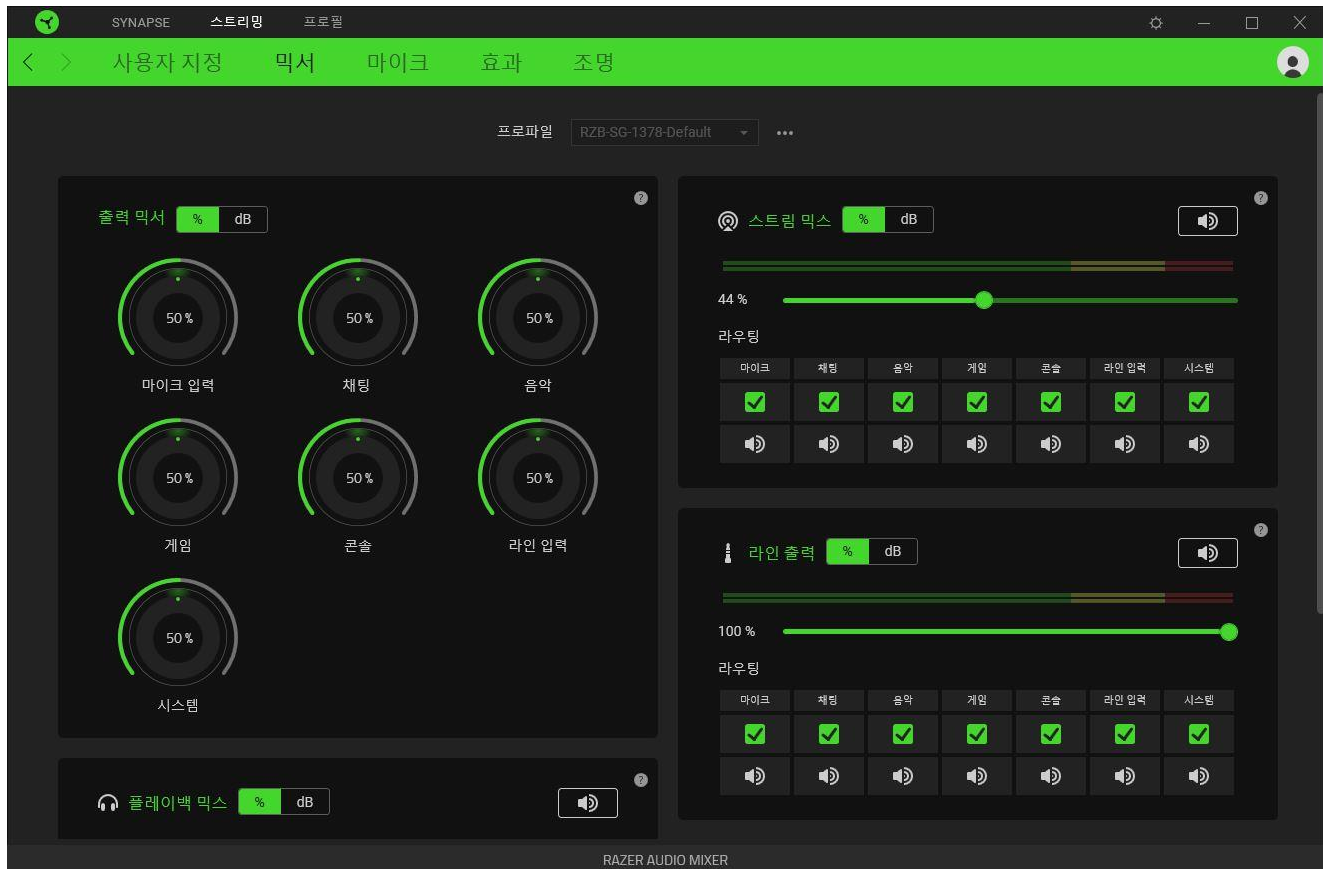 SYNAPSE 스트리밍 프로필
사용자 지정 믹서 마이크 효과 조명
프로파일 RZB-SG-1378-Default
출력 믹서 % dB
50 % 50 % 50 %
마이크 입력 채팅 음악
50 % 50 % 50 %
게임 콘솔 라인 입력
50 %
시스템
플레이백 믹스 % dB
스트림 믹스 % dB
44 %
라우팅
마이크 채팅 음악 게임 콘솔 라인 입력 시스템
라인 출력 % dB
100 %
라우팅
마이크 채팅 음악 게임 콘솔 라인 입력 시스템
RAZER AUDIO MIXER